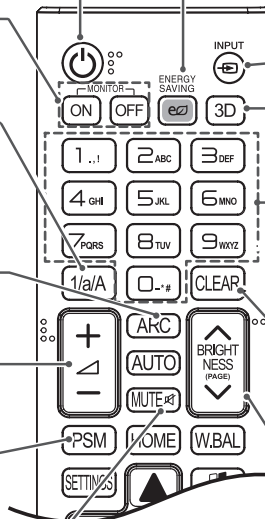 INPUT
ENERGY
SAVING
MONITOR
ON OFF 3D
1.,! 2ABC 3DEF
4GHI 5JKL 6MNO
7PQRS 8TUV 9WXYZ
1/a/A 0-*# CLEAR
ARC
+ BRIGHT
NESS
(PAGE)
AUTO
- MUTE
PSM HOME W.BAL
SETTINGS